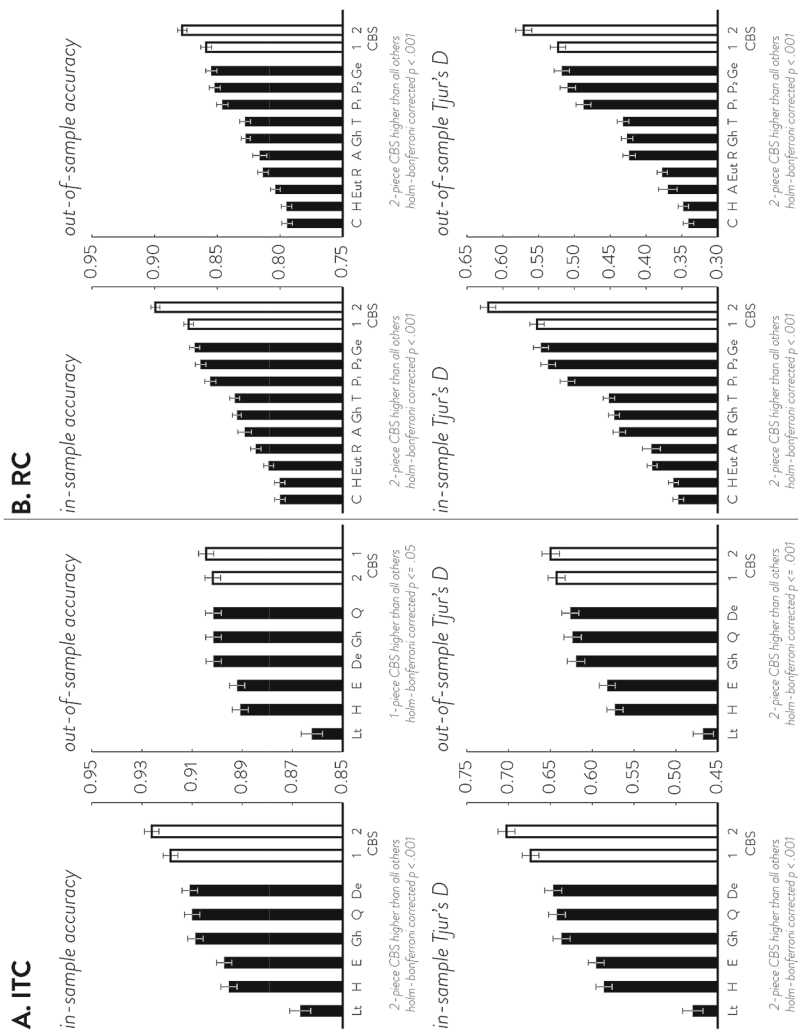 A. ITC
in-sample accuracy
Lt H E Gh Q De 1 2
CBS
2-piece CBS higher than all others
holm-bonferroni corrected p < .001
out-of-sample accuracy
0.95
0.93
0.91
0.89
0.87
0.85
Lt H E De Gh Q 2 1
CBS
1-piece CBS higher than all others
holm-bonferroni corrected p <= .05
in-sample Tjur's D
Lt H E Gh Q De 1 2
CBS
2-piece CBS higher than all others
holm-bonferroni corrected p < .001
out-of-sample Tjur's D
0.75
0.70
0.65
0.60
0.55
0.50
0.45
Lt H E Gh Q De 1 2
CBS
2-piece CBS higher than all others
holm-bonferroni corrected p <= .001
B. RC
in-sample accuracy
C H Eut R A Gh T P₁ P₂ Ge 1 2
CBS
2-piece CBS higher than all others
holm-bonferroni corrected p < .001
out-of-sample accuracy
0.95
0.90
0.85
0.80
0.75
C H Eut R A Gh T P₁ P₂ Ge 1 2
CBS
2-piece CBS higher than all others
holm-bonferroni corrected p < .001
in-sample Tjur's D
C H Eut A R Gh T P₁ P₂ Ge 1 2
CBS
2-piece CBS higher than all others
holm-bonferroni corrected p < .001
out-of-sample Tjur's D
0.65
0.60
0.55
0.50
0.45
0.40
0.35
0.30
C H A Eut R Gh T P₁ P₂ Ge 1 2
CBS
2-piece CBS higher than all others
holm-bonferroni corrected p < .001